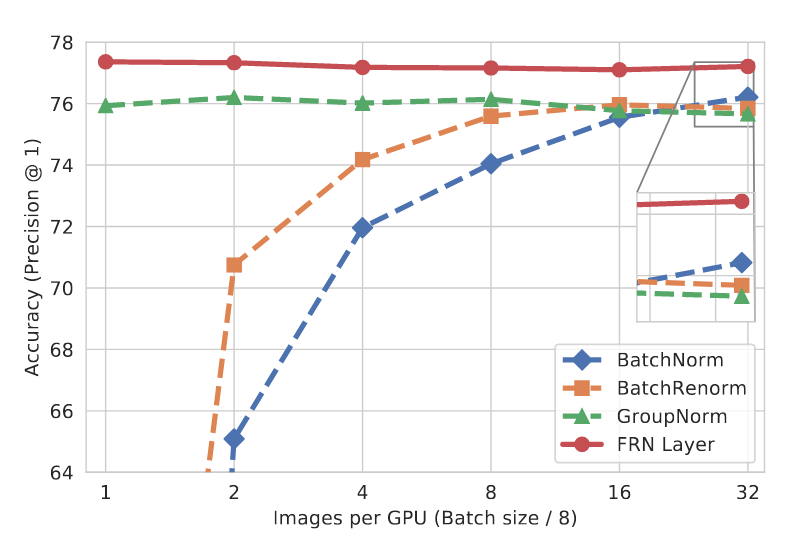 78
76
74
72
70
68
66
64
Accuracy (Precision @ 1)
BatchNorm
BatchRenorm
GroupNorm
FRN Layer
1 2 4 8 16 32
Images per GPU (Batch size / 8)